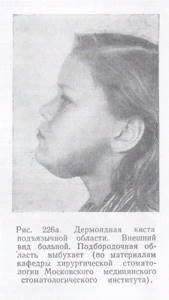 Рис. 226а. Дермоидная киста
подъязычной области. Внешний
вид больной. Подбородочная об-
ласть выбухает (по материалам
кафедры хирургической стомато-
логии Московского медицинского
стоматологического института).